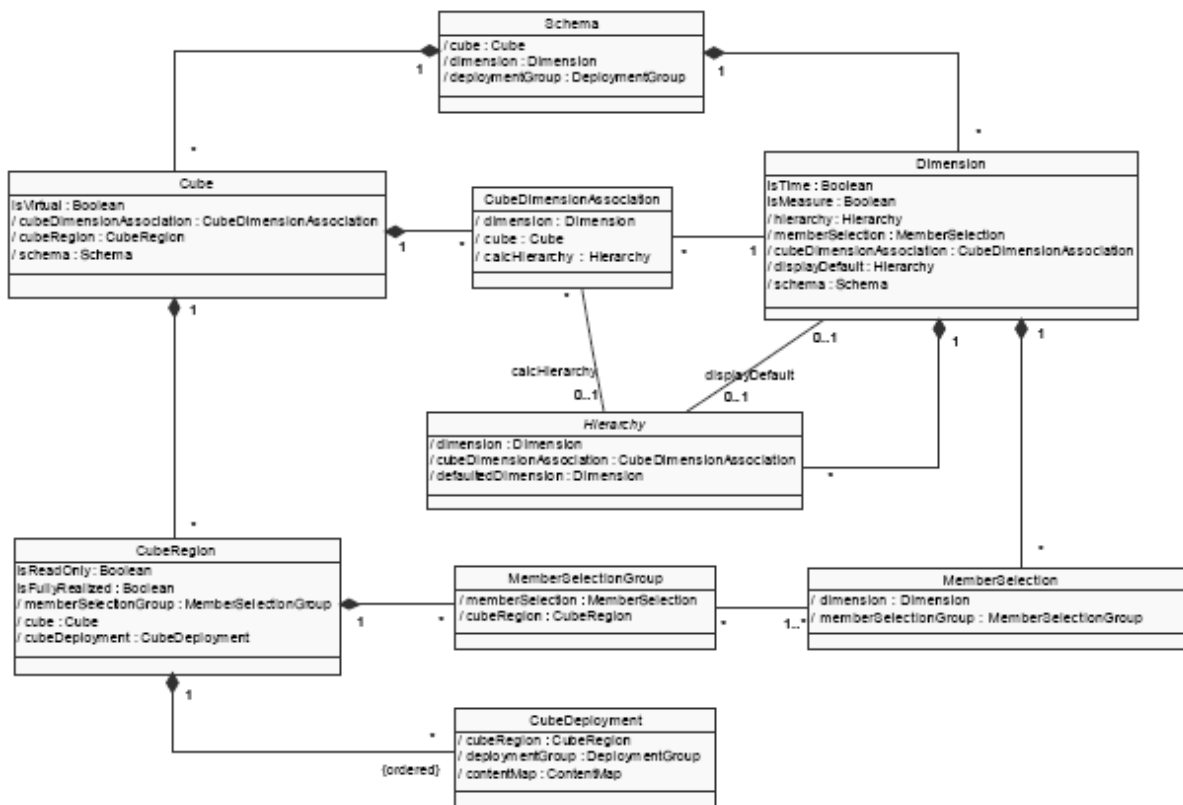 Schema
/ cube : Cube
/ dimension : Dimension
/ deploymentGroup : DeploymentGroup
1
1
*
*
Cube
isVirtual : Boolean
/ cubeDimensionAssociation : CubeDimensionAssociation
/ cubeRegion : CubeRegion
/ schema : Schema
1
*
1
CubeDimensionAssociation
/ dimension : Dimension
/ cube : Cube
/ calcHierarchy : Hierarchy
*
1
*
Dimension
isTime : Boolean
isMeasure : Boolean
/ hierarchy : Hierarchy
/ memberSelection : MemberSelection
/ cubeDimensionAssociation : CubeDimensionAssociation
/ displayDefault : Hierarchy
/ schema : Schema
0..1
1
1
calcHierarchy
displayDefault
0..1
0..1
Hierarchy
/ dimension : Dimension
/ cubeDimensionAssociation : CubeDimensionAssociation
/ defaultedDimension : Dimension
*
*
*
CubeRegion
isReadOnly : Boolean
isFullyRealized : Boolean
/ memberSelectionGroup : MemberSelectionGroup
/ cube : Cube
/ cubeDeployment : CubeDeployment
1
*
1
MemberSelectionGroup
/ memberSelection : MemberSelection
/ cubeRegion : CubeRegion
*
1..*
MemberSelection
/ dimension : Dimension
/ memberSelectionGroup : MemberSelectionGroup
*
{ordered}
CubeDeployment
/ cubeRegion : CubeRegion
/ deploymentGroup : DeploymentGroup
/ contentMap : ContentMap